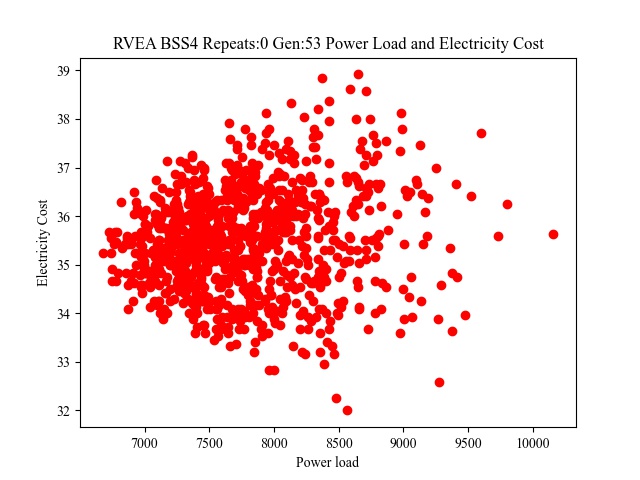 RVEA BSS4 Repeats:0 Gen:53 Power Load and Electricity Cost
39
38
37
36
35
34
33
32
Electricity Cost
7000 7500 8000 8500 9000 9500 10000
Power load